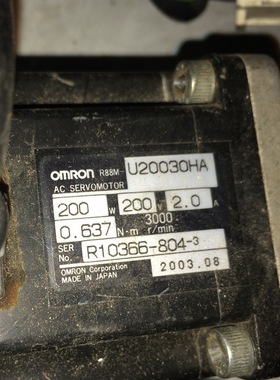 OMRON R88M-U20030HA
AC SERVOMOTOR
200 W 200 V 2.0 A
0.637 N·m 3000 r/min
SER No. R10366-804-3
OMRON Corporation 2003.08
MADE IN JAPAN